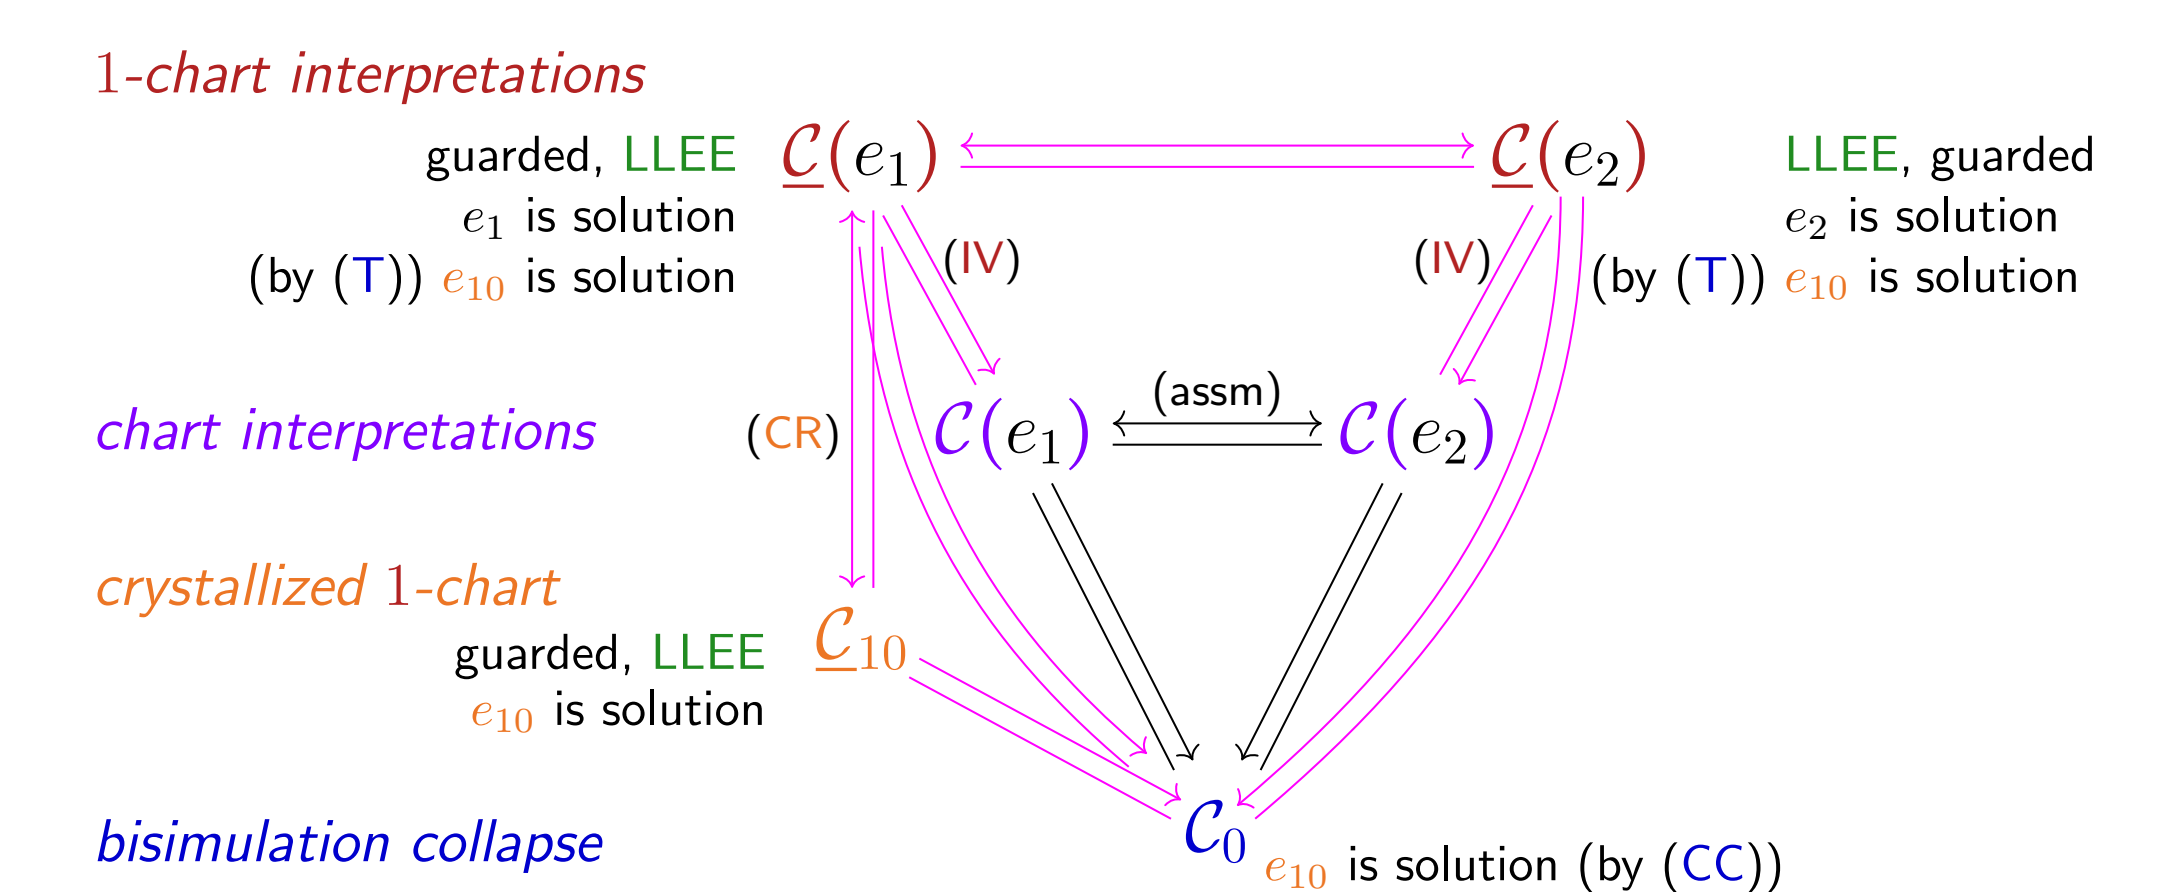 1-chart interpretations
guarded, LLEE
e₁ is solution
(by (T)) e₁₀ is solution
C̲(e₁)
C̲(e₂)
LLEE, guarded
e₂ is solution
(by (T)) e₁₀ is solution
(IV)
(IV)
chart interpretations
(CR)
C(e₁)
(assm)
C(e₂)
crystallized 1-chart
guarded, LLEE
e₁₀ is solution
C̲₁₀
bisimulation collapse
C₀
e₁₀ is solution (by (CC))